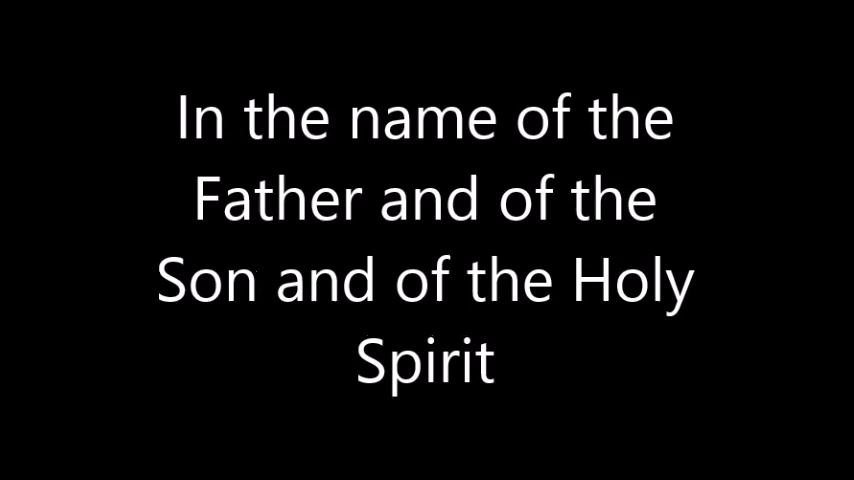 In the name of the
Father and of the
Son and of the Holy
Spirit